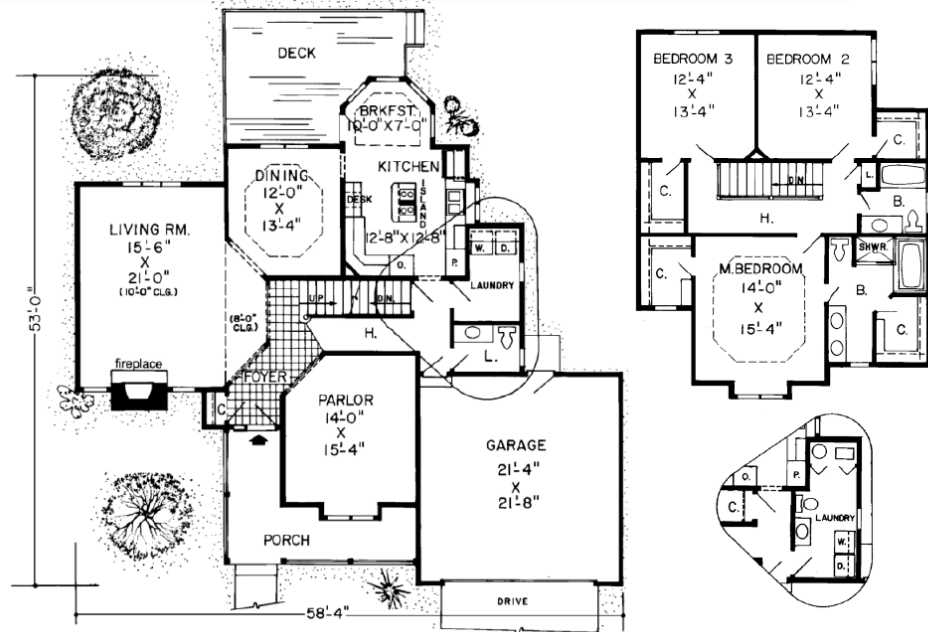 DECK
BRKFST.
10'-0" X 7'-0"
KITCHEN
DINING
12'-0"
X
13'-4"
DESK
ISLAND
12'-8" X 12'-8"
O.
P.
W.
D.
LAUNDRY
LIVING RM.
15'-6"
X
21'-0"
(10'-0" CLG.)
(8'-0"
CLG.)
UP
DN.
H.
L.
fireplace
FOYER
C
PARLOR
14'-0"
X
15'-4"
GARAGE
21'-4"
X
21'-8"
PORCH
DRIVE
53'-0"
58'-4"
BEDROOM 3
12'-4"
X
13'-4"
BEDROOM 2
12'-4"
X
13'-4"
C.
C.
L.
DN.
B.
H.
C.
M.BEDROOM
14'-0"
X
15'-4"
SHWR.
B.
C.
O.
P.
C.
LAUNDRY
W.
D.